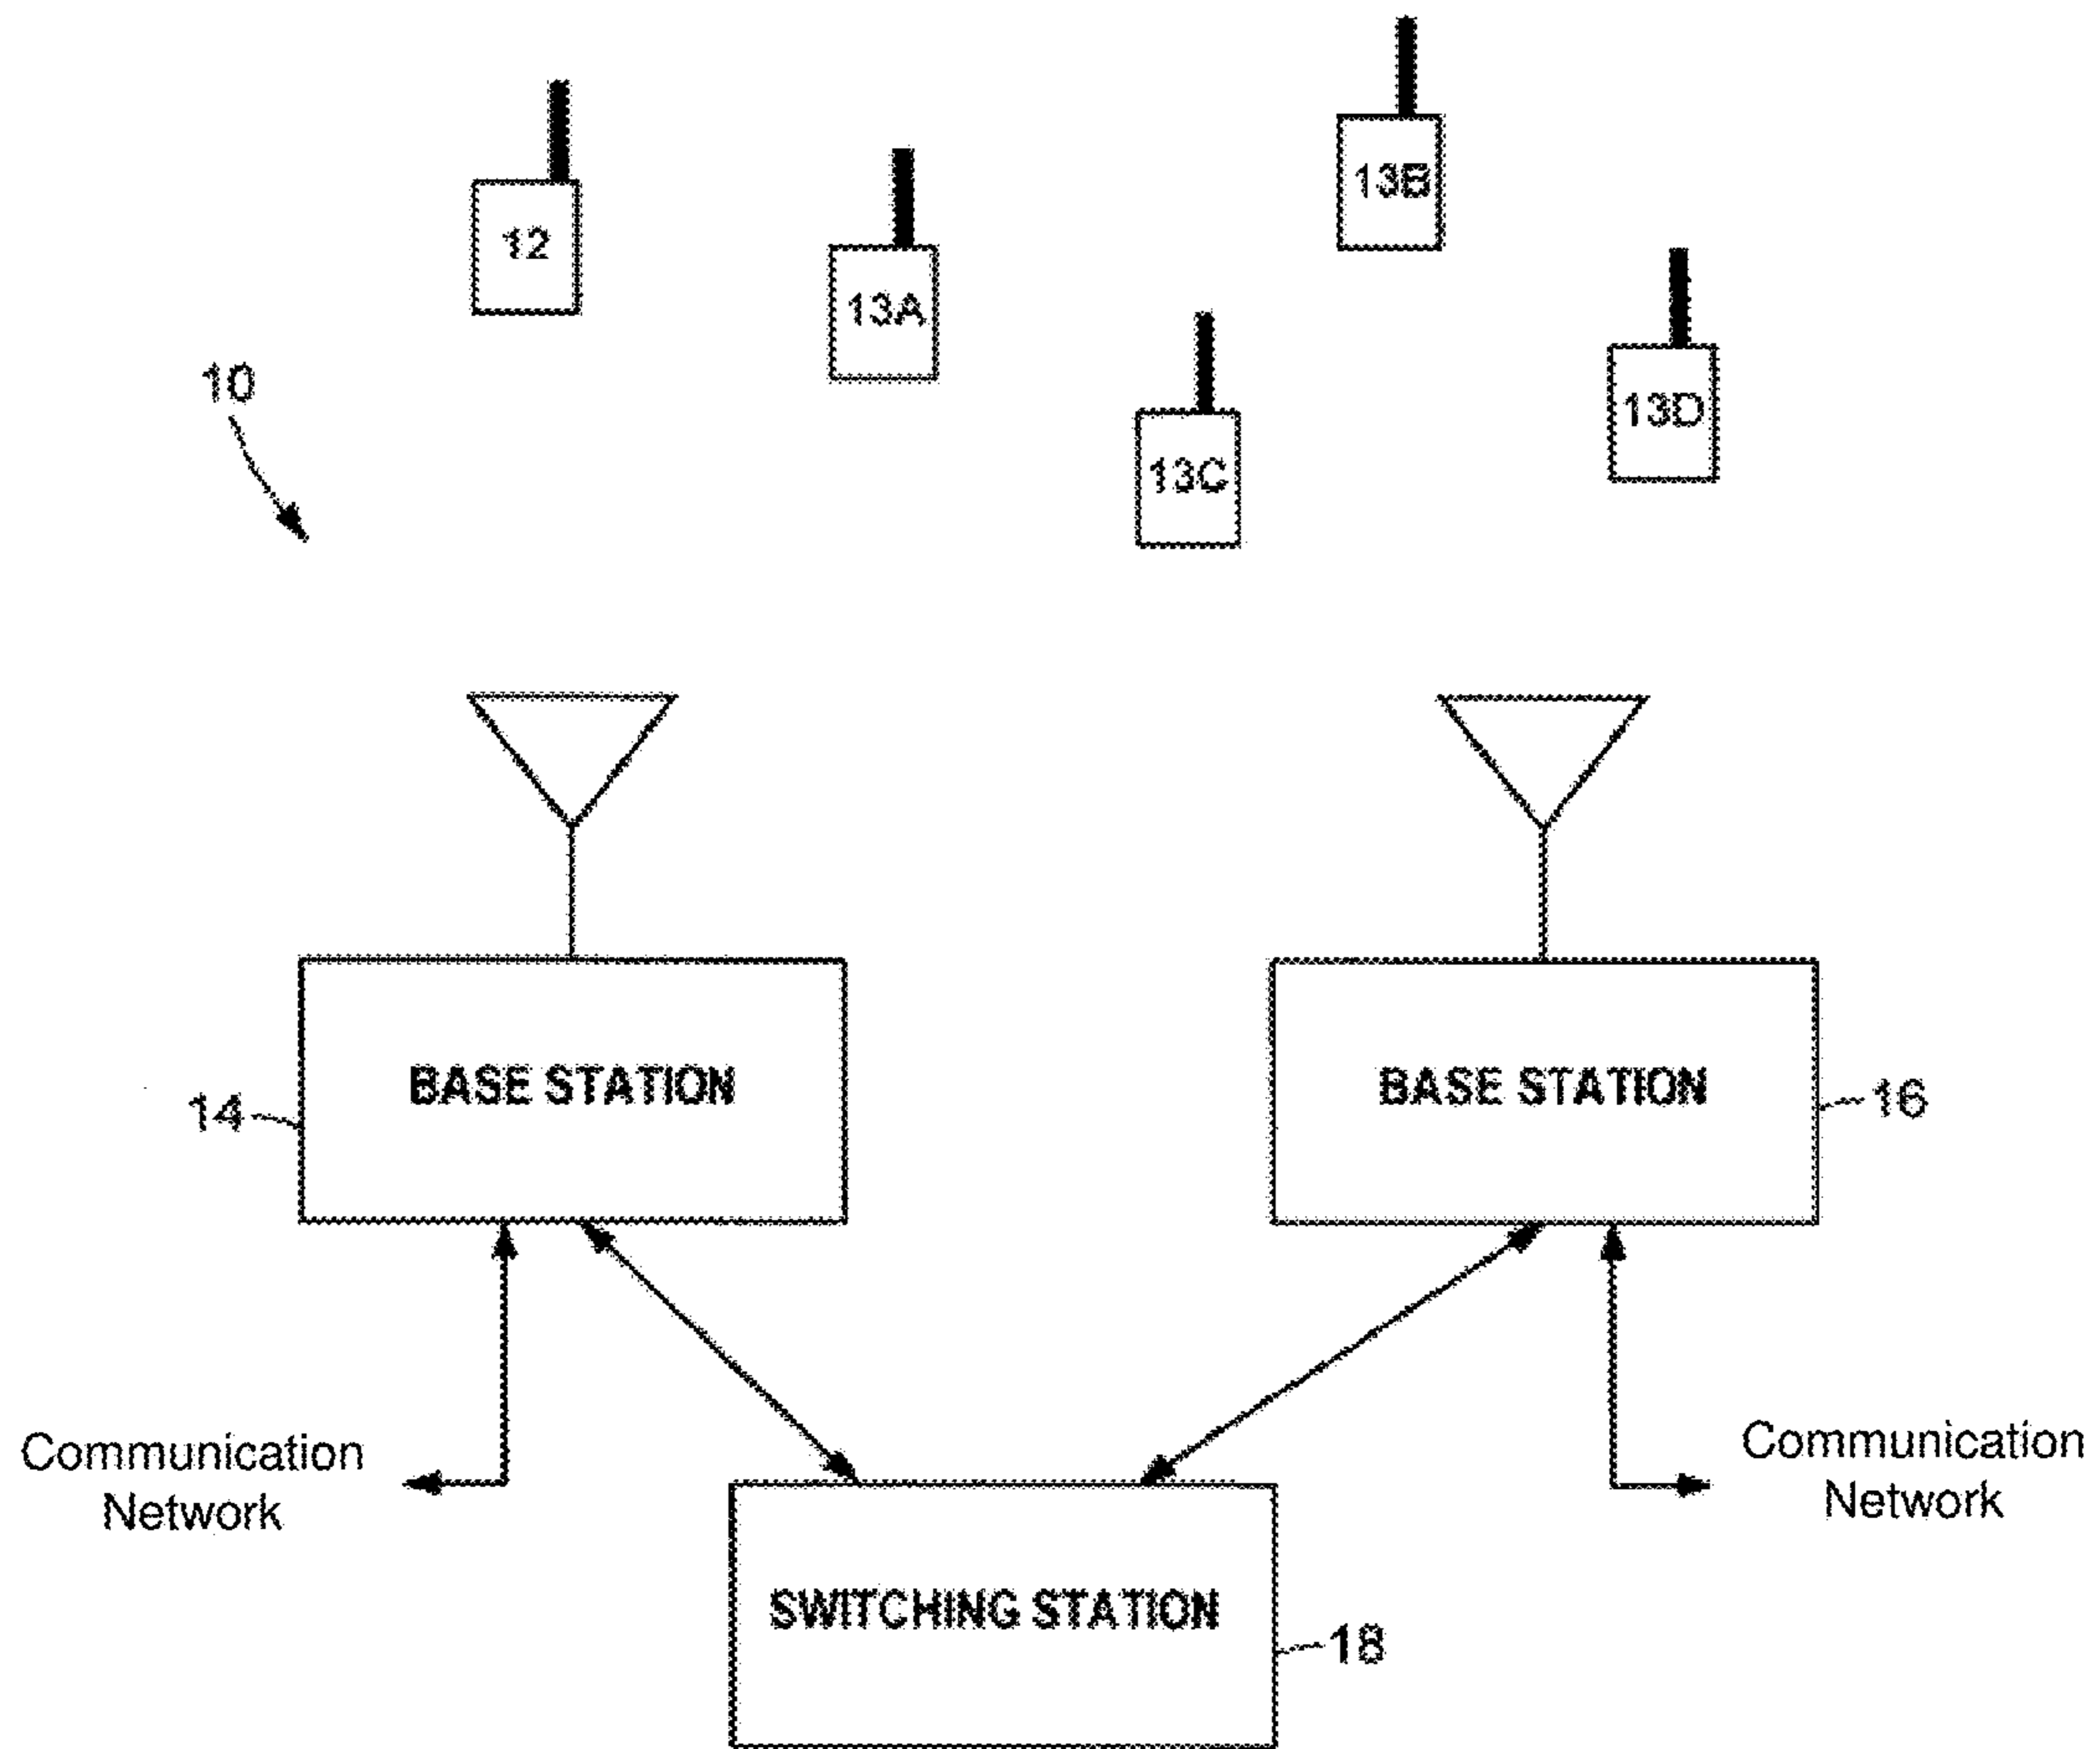 13B
12
13A
10
13D
13C
BASE STATION
BASE STATION
14
16
Communication
Network
Communication
Network
SWITCHING STATION
18